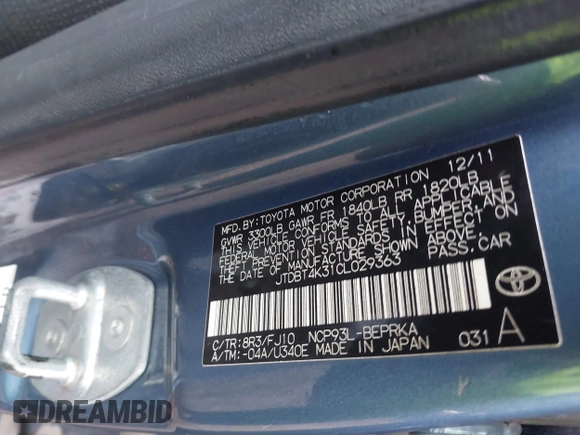 MFD. BY: TOYOTA MOTOR CORPORATION 12/11
GVWR 3300LB GAWR FR 1840LB RR 1820LB
THIS VEHICLE CONFORMS TO ALL APPLICABLE
FEDERAL MOTOR VEHICLE SAFETY, BUMPER, AND
THEFT PREVENTION STANDARDS IN EFFECT ON
THE DATE OF MANUFACTURE SHOWN ABOVE.
JTDBT4K31CL029363 PASS.CAR
C/TR: 8R3/FJ10 NCP93L-BEPRKA
A/TM: -04A/U340E MADE IN JAPAN 031 A
DREAMBID